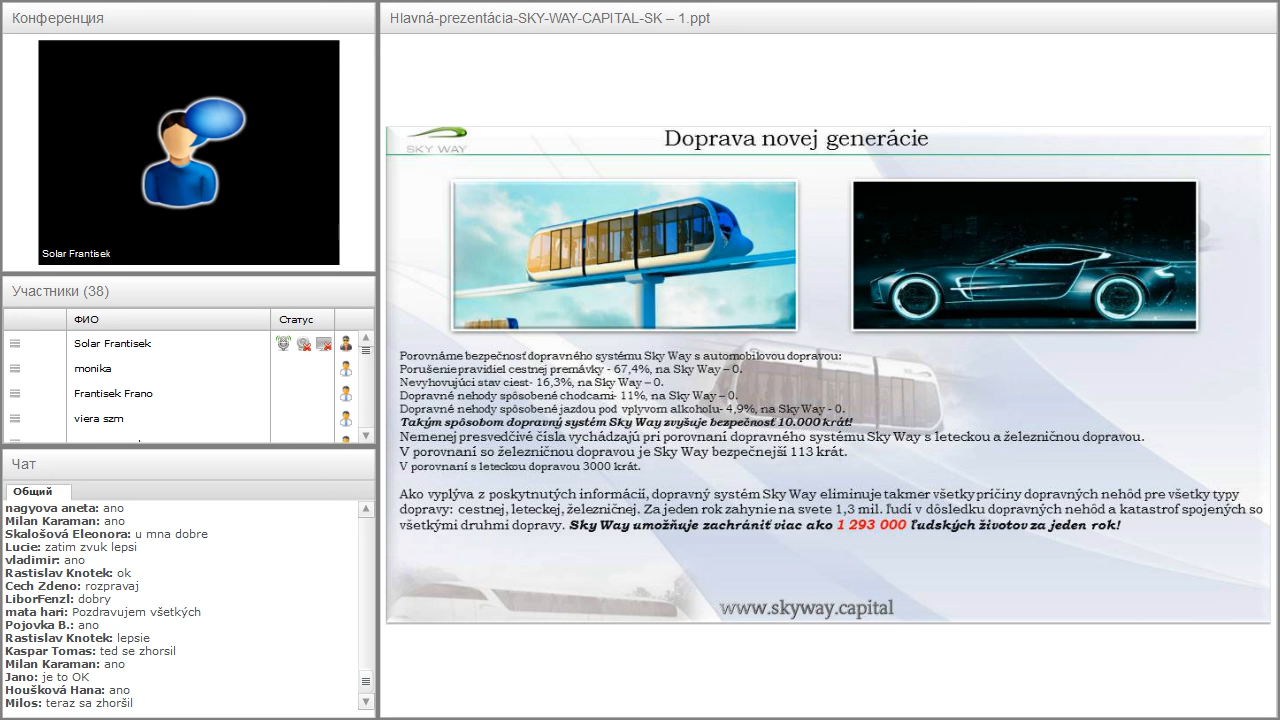 Конференция
Solar Frantisek
Участники (38)
ФИО
Статус
Solar Frantisek
monika
Frantisek Frano
viera szm
Чат
Общий
nagyova aneta: ano
Milan Karaman: ano
Skalošová Eleonora: u mna dobre
Lucie: zatim zvuk lepsi
vladimir: ano
Rastislav Knotek: ok
Cech Zdeno: rozpravaj
LiborFenzl: dobry
mata hari: Pozdravujem všetkých
Pojovka B.: ano
Rastislav Knotek: lepsie
Kaspar Tomas: ted se zhorsil
Milan Karaman: ano
Jano: je to OK
Houšková Hana: ano
Milos: teraz sa zhoršil
Hlavná-prezentácia-SKY-WAY-CAPITAL-SK – 1.ppt
SKY WAY
Doprava novej generácie
Porovnáme bezpečnosť dopravného systému Sky Way s automobilovou dopravou:
Porušenie pravidiel cestnej premávky - 67,4%, na Sky Way – 0.
Nevyhovujúci stav ciest- 16,3%, na Sky Way – 0.
Dopravné nehody spôsobené chodcami- 11%, na Sky Way – 0.
Dopravné nehody spôsobené jazdou pod vplyvom alkoholu- 4,9%, na Sky Way - 0.
Takým spôsobom dopravný systém Sky Way zvyšuje bezpečnosť 10.000 krát!
Nemenej presvedčivé čísla vychádzajú pri porovnaní dopravného systému Sky Way s leteckou a železničnou dopravou.
V porovnaní so železničnou dopravou je Sky Way bezpečnejší 113 krát.
V porovnaní s leteckou dopravou 3000 krát.
Ako vyplýva z poskytnutých informácií, dopravný systém Sky Way eliminuje takmer všetky príčiny dopravných nehôd pre všetky typy
dopravy: cestnej, leteckej, železničnej. Za jeden rok zahynie na svete 1,3 mil. ľudí v dôsledku dopravných nehôd a katastrof spojených so
všetkými druhmi dopravy. Sky Way umožňuje zachrániť viac ako 1 293 000 ľudských životov za jeden rok!
www.skyway.capital